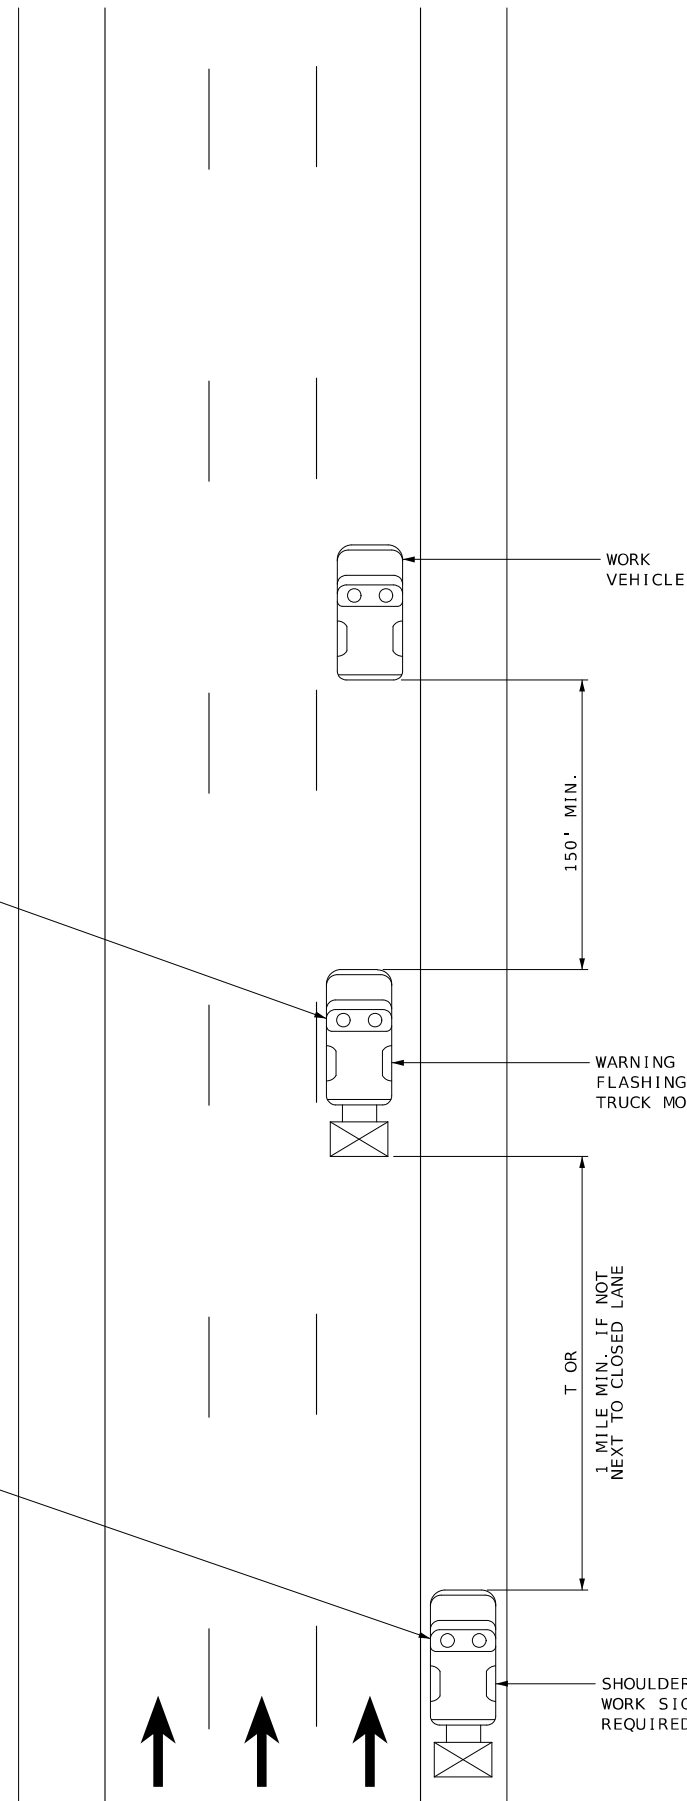 WORK
VEHICLE
150' MIN.
WARNING
FLASHING
TRUCK MO
T OR
1 MILE MIN. IF NOT
NEXT TO CLOSED LANE
SHOULDER
WORK SIG
REQUIRED